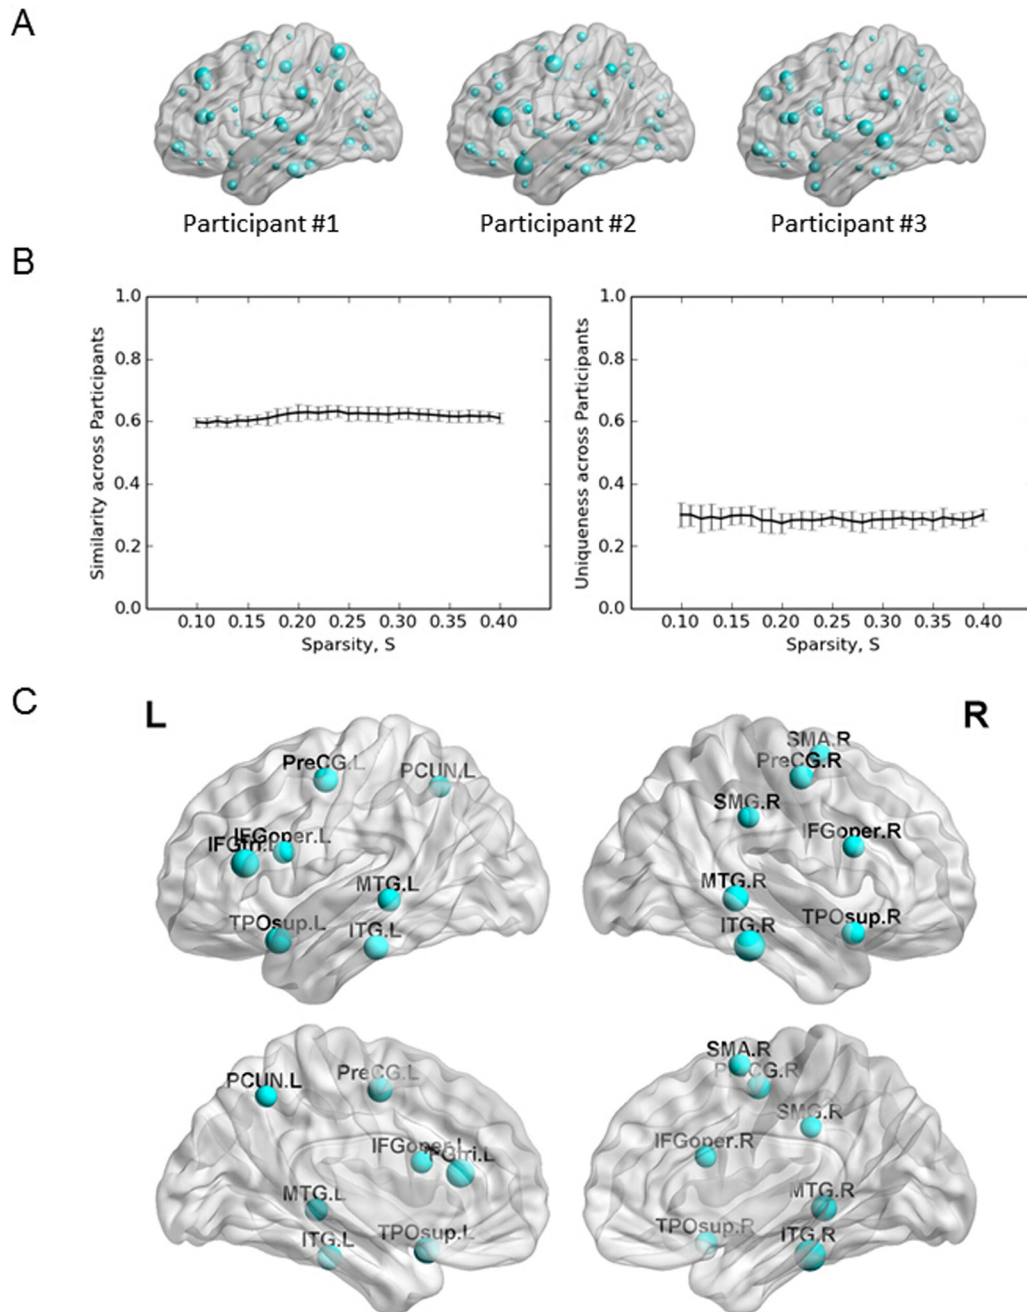 A
Participant #1 Participant #2 Participant #3
B
Similarity across Participants
1.0
0.8
0.6
0.4
0.2
0.0
0.10 0.15 0.20 0.25 0.30 0.35 0.40
Sparsity, S
Uniqueness across Participants
1.0
0.8
0.6
0.4
0.2
0.0
0.10 0.15 0.20 0.25 0.30 0.35 0.40
Sparsity, S
C
L
R
PreCG.L
PCUN.L
IFGoper.L
IFGtri.L
MTG.L
TPOsup.L
ITG.L
SMA.R
PreCG.R
SMG.R
IFGoper.R
MTG.R
TPOsup.R
ITG.R
PCUN.L
PreCG.L
IFGoper.L
IFGtri.L
MTG.L
TPOsup.L
ITG.L
SMA.R
PreCG.R
SMG.R
IFGoper.R
MTG.R
TPOsup.R
ITG.R